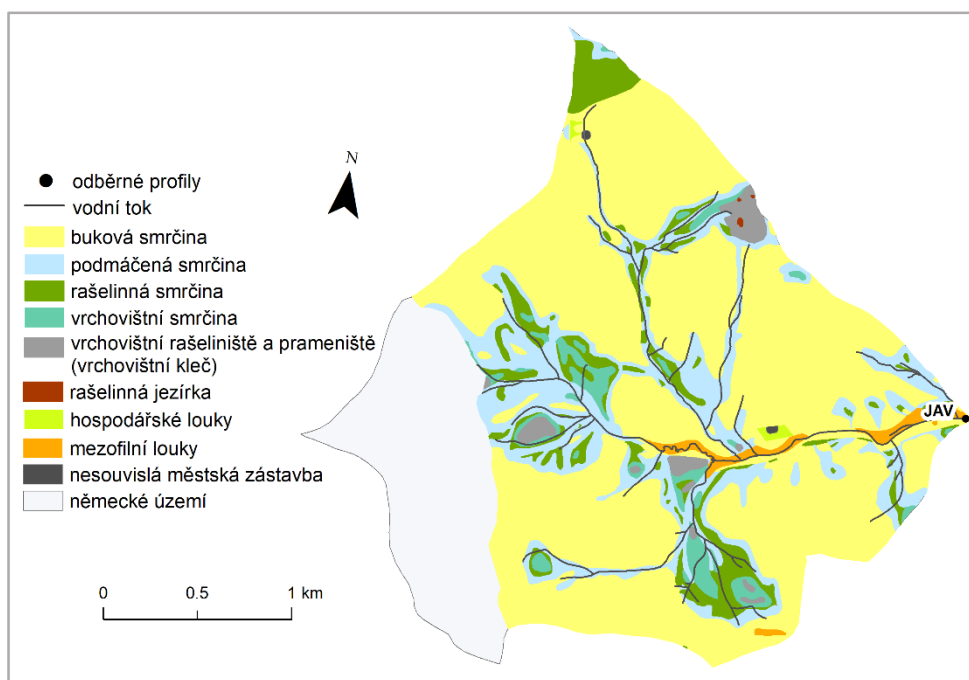 N
odběrné profily
vodní tok
buková smrčina
podmáčená smrčina
rašelinná smrčina
vrchovištní smrčina
vrchovištní rašeliniště a prameniště
(vrchovištní kleč)
rašelinná jezírka
hospodářské louky
mezofilní louky
nesouvislá městská zástavba
německé území
0 0.5 1 km
JAV